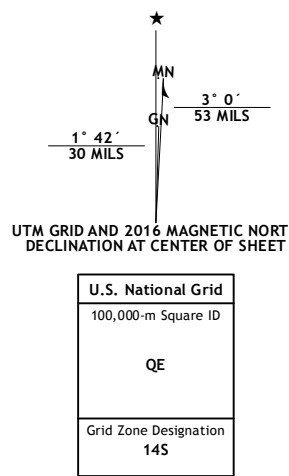 ★
MN
GN
3° 0´
53 MILS
1° 42´
30 MILS
UTM GRID AND 2016 MAGNETIC NORT
DECLINATION AT CENTER OF SHEET
U.S. National Grid
100,000-m Square ID
QE
Grid Zone Designation
14S